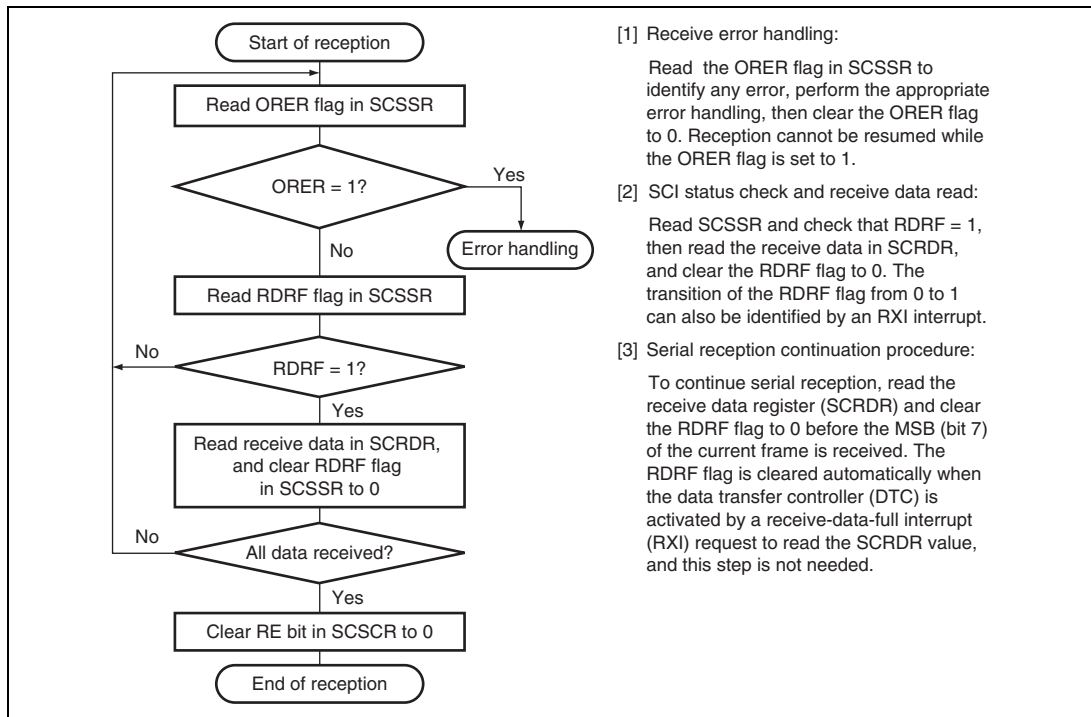 Start of reception
Read ORER flag in SCSSR
ORER = 1?
Yes
Error handling
No
Read RDRF flag in SCSSR
No
RDRF = 1?
Yes
Read receive data in SCRDR,
and clear RDRF flag
in SCSSR to 0
No
All data received?
Yes
Clear RE bit in SCSCR to 0
End of reception
[1] Receive error handling:
Read the ORER flag in SCSSR to
identify any error, perform the appropriate
error handling, then clear the ORER flag
to 0. Reception cannot be resumed while
the ORER flag is set to 1.
[2] SCI status check and receive data read:
Read SCSSR and check that RDRF = 1,
then read the receive data in SCRDR,
and clear the RDRF flag to 0. The
transition of the RDRF flag from 0 to 1
can also be identified by an RXI interrupt.
[3] Serial reception continuation procedure:
To continue serial reception, read the
receive data register (SCRDR) and clear
the RDRF flag to 0 before the MSB (bit 7)
of the current frame is received. The
RDRF flag is cleared automatically when
the data transfer controller (DTC) is
activated by a receive-data-full interrupt
(RXI) request to read the SCRDR value,
and this step is not needed.